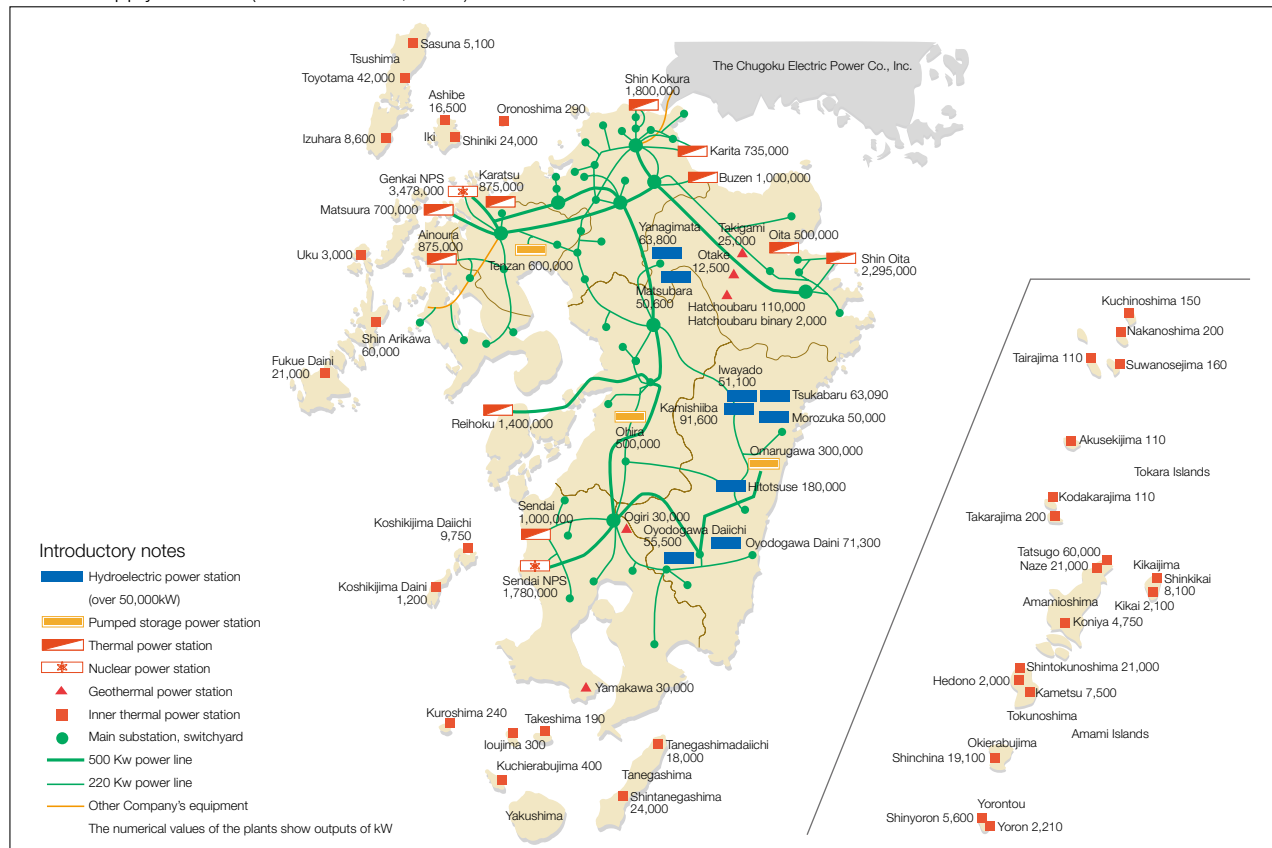 Sasuna 5,100
Tsushima
Toyotama 42,000
Ashibe
16,500
Oronoshima 290
Izuhara 8,600
Iki
Shiniki 24,000
The Chugoku Electric Power Co., Inc.
Shin Kokura
1,800,000
Karita 735,000
Buzen 1,000,000
Genkai NPS
3,478,000
Karatsu
875,000
Matsuura 700,000
Ainoura
875,000
Tenzan 600,000
Uku 3,000
Yanagimata
63,800
Takigami
25,000
Oita 500,000
Otake
12,500
Shin Oita
2,295,000
Matsubara
50,600
Hatchoubaru 110,000
Hatchoubaru binary 2,000
Shin Arikawa
60,000
Fukue Daini
21,000
Iwayado
51,100
Tsukabaru 63,090
Kamishiiba
91,600
Morozuka 50,000
Reihoku 1,400,000
Ohira
500,000
Omarugawa 300,000
Hitotsuse 180,000
Sendai
1,000,000
Ogiri 30,000
Oyodogawa Daiichi
55,500
Oyodogawa Daini 71,300
Koshikijima Daiichi
9,750
Sendai NPS
1,780,000
Koshikijima Daini
1,200
Yamakawa 30,000
Kuroshima 240
Takeshima 190
Ioujima 300
Tanegashimadaiichi
18,000
Kuchierabujima 400
Tanegashima
Shintanegashima
24,000
Yakushima
Introductory notes
Hydroelectric power station
(over 50,000kW)
Pumped storage power station
Thermal power station
Nuclear power station
Geothermal power station
Inner thermal power station
Main substation, switchyard
500 Kw power line
220 Kw power line
Other Company's equipment
The numerical values of the plants show outputs of kW
Kuchinoshima 150
Nakanoshima 200
Tairajima 110
Suwanosejima 160
Akusekijima 110
Tokara Islands
Kodakarajima 110
Takarajima 200
Tatsugo 60,000
Naze 21,000
Kikaijima
Shinkikai
8,100
Kikai 2,100
Amamioshima
Koniya 4,750
Shintokunoshima 21,000
Hedono 2,000
Kametsu 7,500
Tokunoshima
Amami Islands
Okierabujima
Shinchina 19,100
Yorontou
Shinyoron 5,600
Yoron 2,210